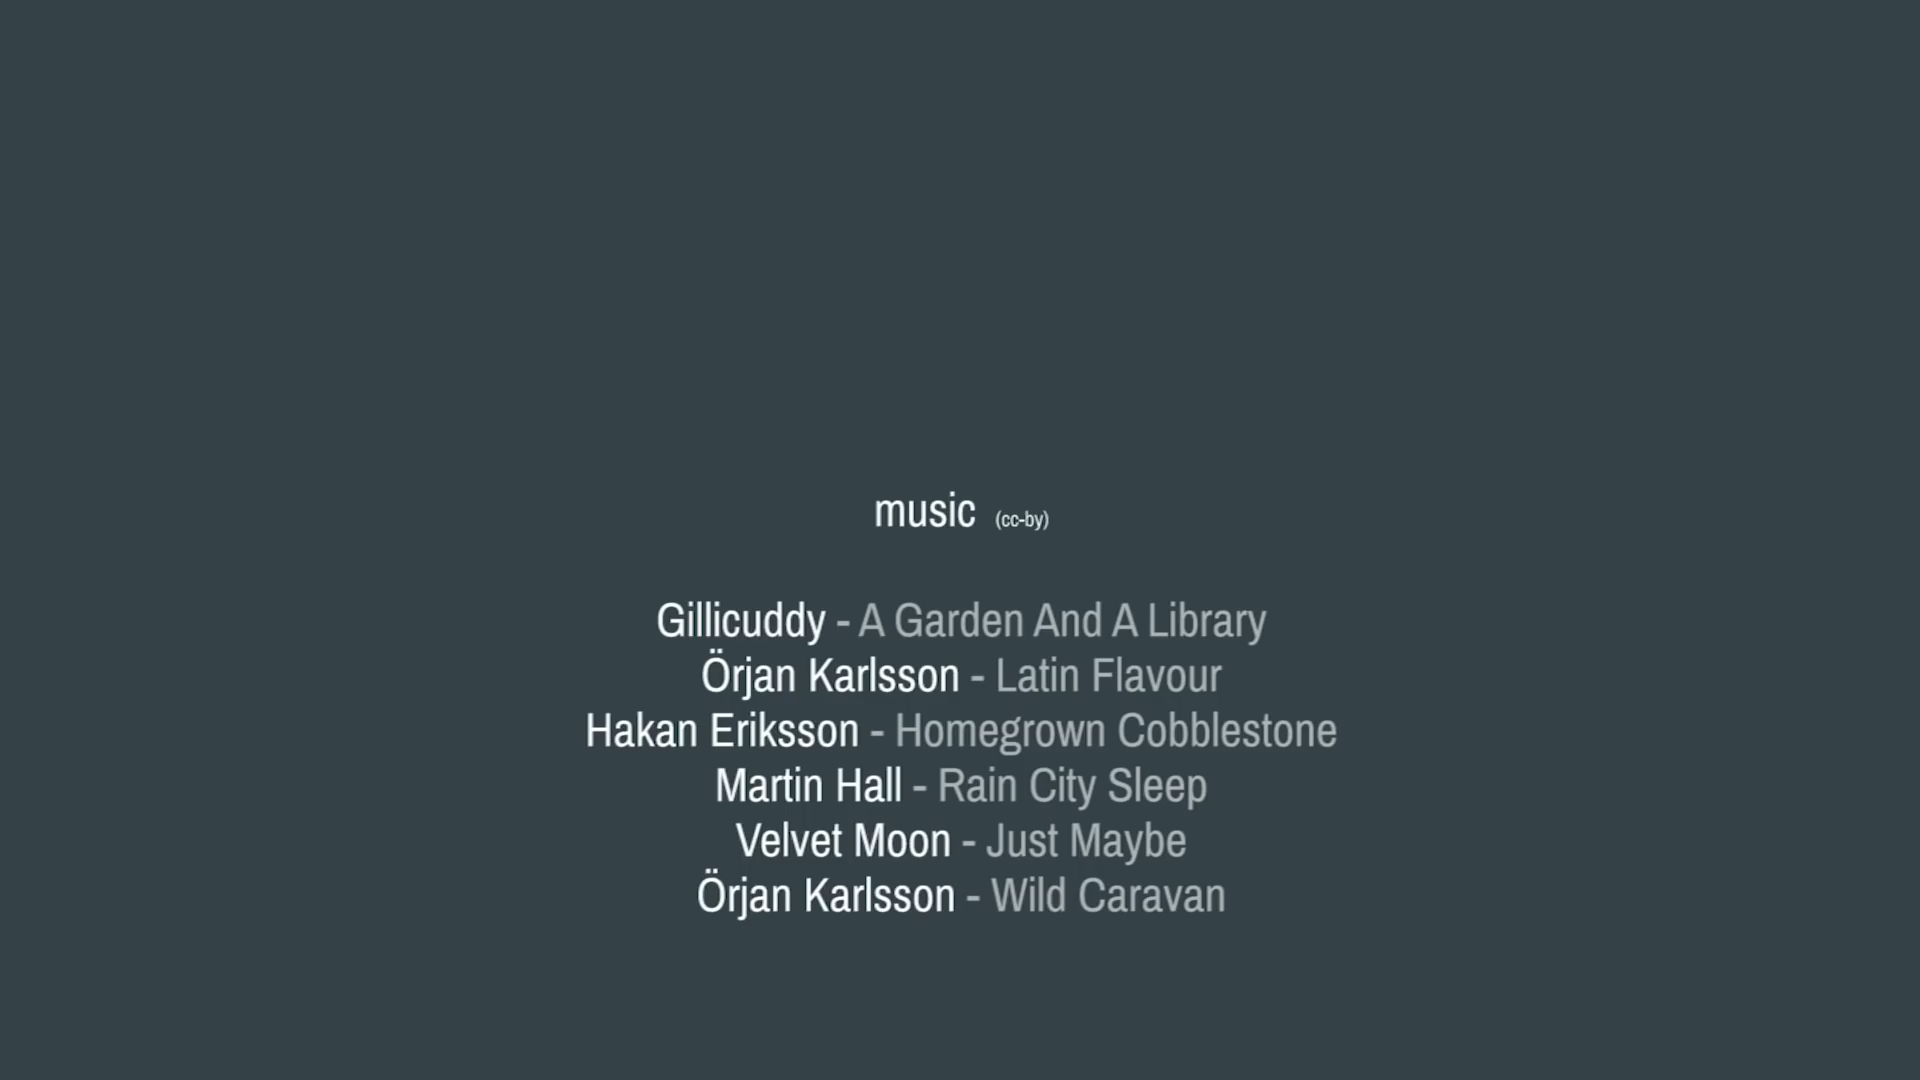 music (cc-by)
Gillicuddy - A Garden And A Library
Örjan Karlsson - Latin Flavour
Hakan Eriksson - Homegrown Cobblestone
Martin Hall - Rain City Sleep
Velvet Moon - Just Maybe
Örjan Karlsson - Wild Caravan